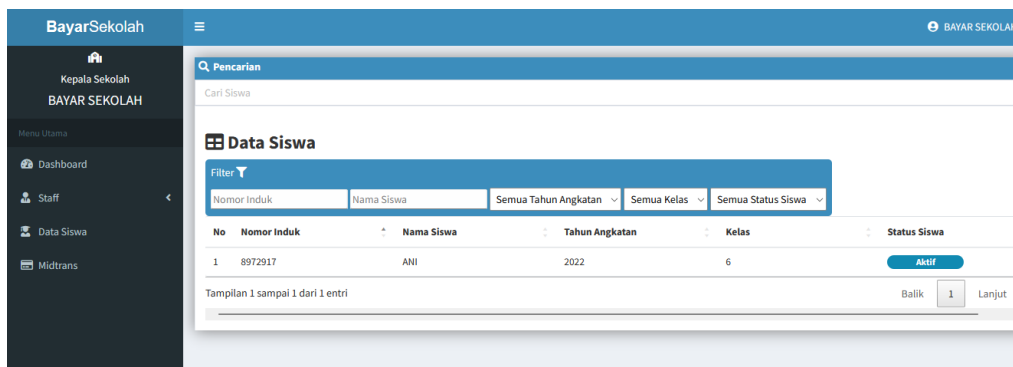 BayarSekolah
BAYAR SEKOLAH
Kepala Sekolah
BAYAR SEKOLAH
Menu Utama
Dashboard
Staff
Data Siswa
Midtrans
Pencarian
Cari Siswa
Data Siswa
Filter
Nomor Induk Nama Siswa Semua Tahun Angkatan Semua Kelas Semua Status Siswa
No Nomor Induk Nama Siswa Tahun Angkatan Kelas Status Siswa
1 8972917 ANI 2022 6 Aktif
Tampilan 1 sampai 1 dari 1 entri
Balik 1 Lanjut